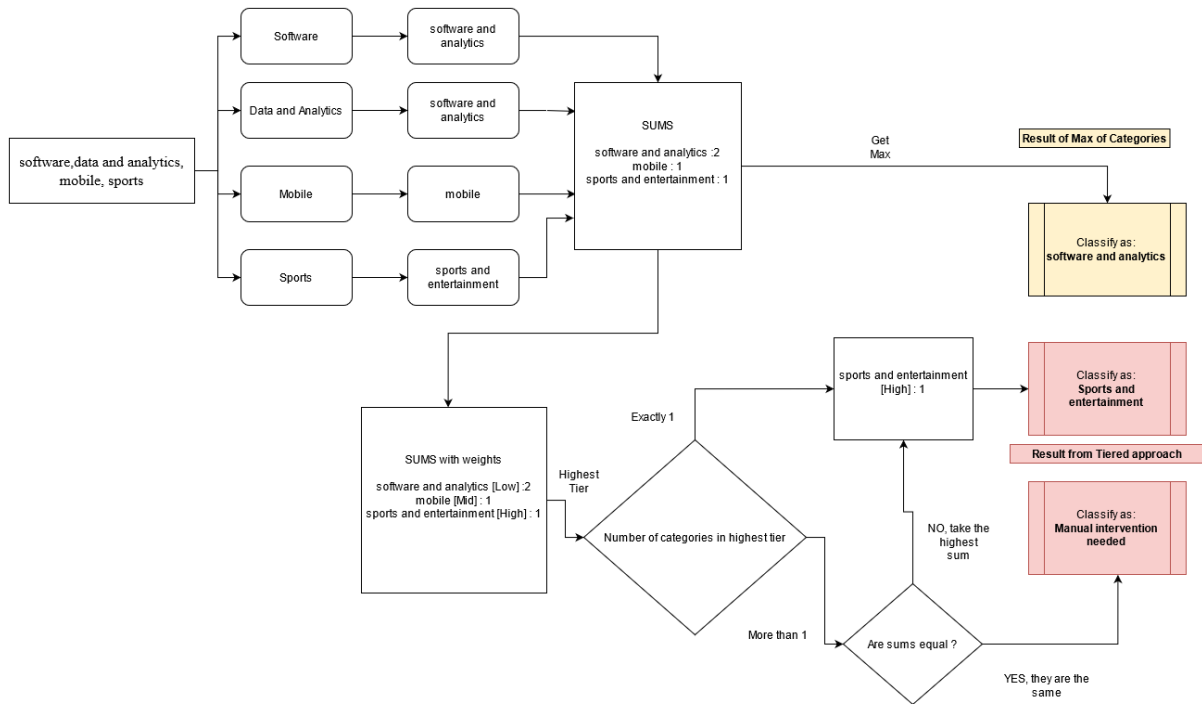 software,data and analytics,
mobile, sports
Software
software and
analytics
Data and Analytics
software and
analytics
Mobile
mobile
Sports
sports and
entertainment
SUMS
software and analytics :2
mobile : 1
sports and entertainment : 1
Get
Max
Result of Max of Categories
Classify as:
software and analytics
SUMS with weights
software and analytics [Low] :2
mobile [Mid] : 1
sports and entertainment [High] : 1
Highest
Tier
Number of categories in highest tier
Exactly 1
sports and entertainment
[High] : 1
Classify as:
Sports and
entertainment
Result from Tiered approach
Classify as:
Manual intervention
needed
NO, take the
highest
sum
More than 1
Are sums equal ?
YES, they are the
same